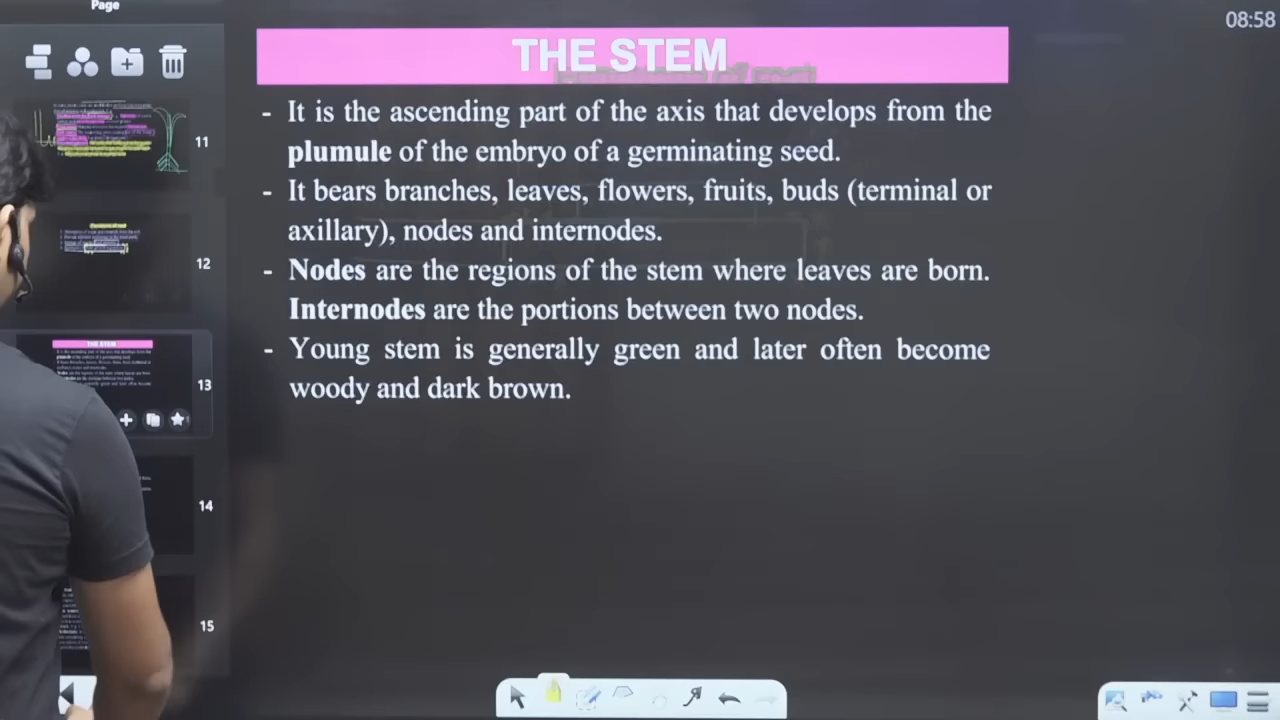 Page
08:58
THE STEM
- It is the ascending part of the axis that develops from the
plumule of the embryo of a germinating seed.
- It bears branches, leaves, flowers, fruits, buds (terminal or
axillary), nodes and internodes.
- Nodes are the regions of the stem where leaves are born.
Internodes are the portions between two nodes.
- Young stem is generally green and later often become
woody and dark brown.
11
12
THE STEM
13
14
15